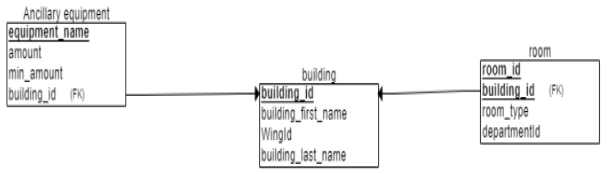 Ancillary equipment
equipment_name
amount
min_amount
building_id (FK)
building
building_id
building_first_name
WingId
building_last_name
room
room_id
building_id (FK)
room_type
departmentId